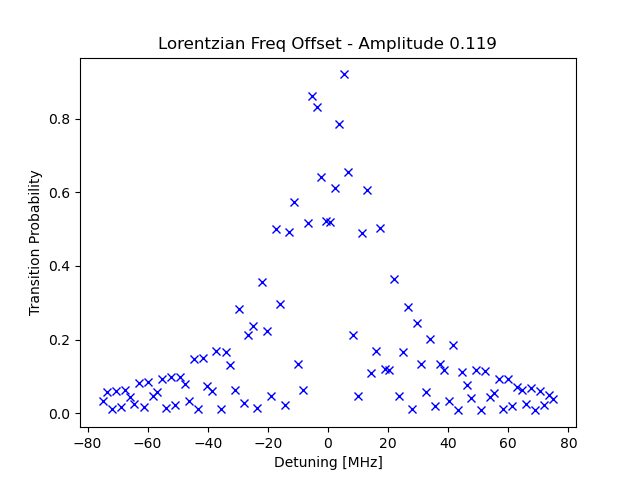 Lorentzian Freq Offset - Amplitude 0.119
Transition Probability
0.8
0.6
0.4
0.2
0.0
−80 −60 −40 −20 0 20 40 60 80
Detuning [MHz]